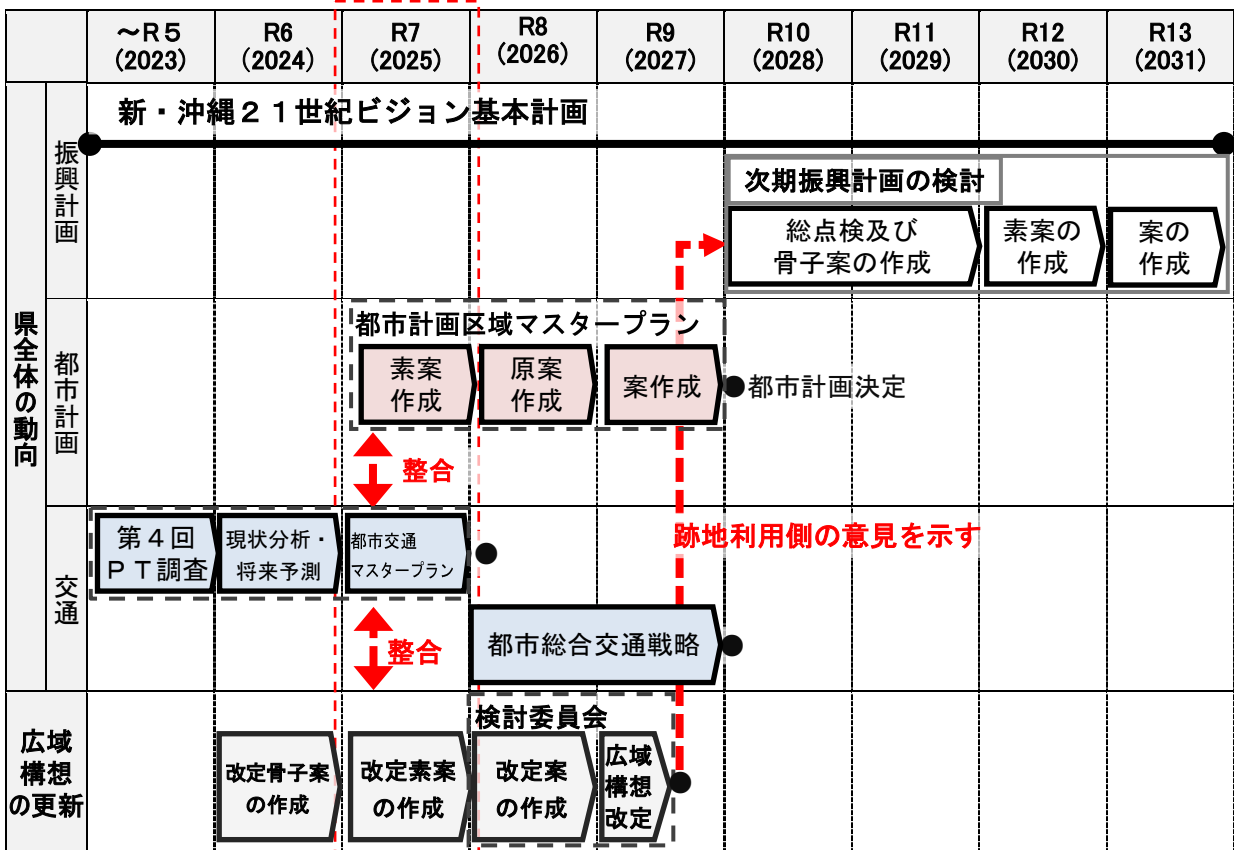 ～R５
(2023)
R6
(2024)
R7
(2025)
R8
(2026)
R9
(2027)
R10
(2028)
R11
(2029)
R12
(2030)
R13
(2031)
県全体の動向
振興計画
新・沖縄２１世紀ビジョン基本計画
次期振興計画の検討
総点検及び
骨子案の作成
素案の
作成
案の
作成
都市計画
都市計画区域マスタープラン
素案
作成
原案
作成
案作成
都市計画決定
整合
交通
第４回
ＰＴ調査
現状分析・
将来予測
都市交通
マスタープラン
跡地利用側の意見を示す
都市総合交通戦略
整合
広域
構想
の更新
検討委員会
改定骨子案
の作成
改定素案
の作成
改定案
の作成
広域
構想
改定